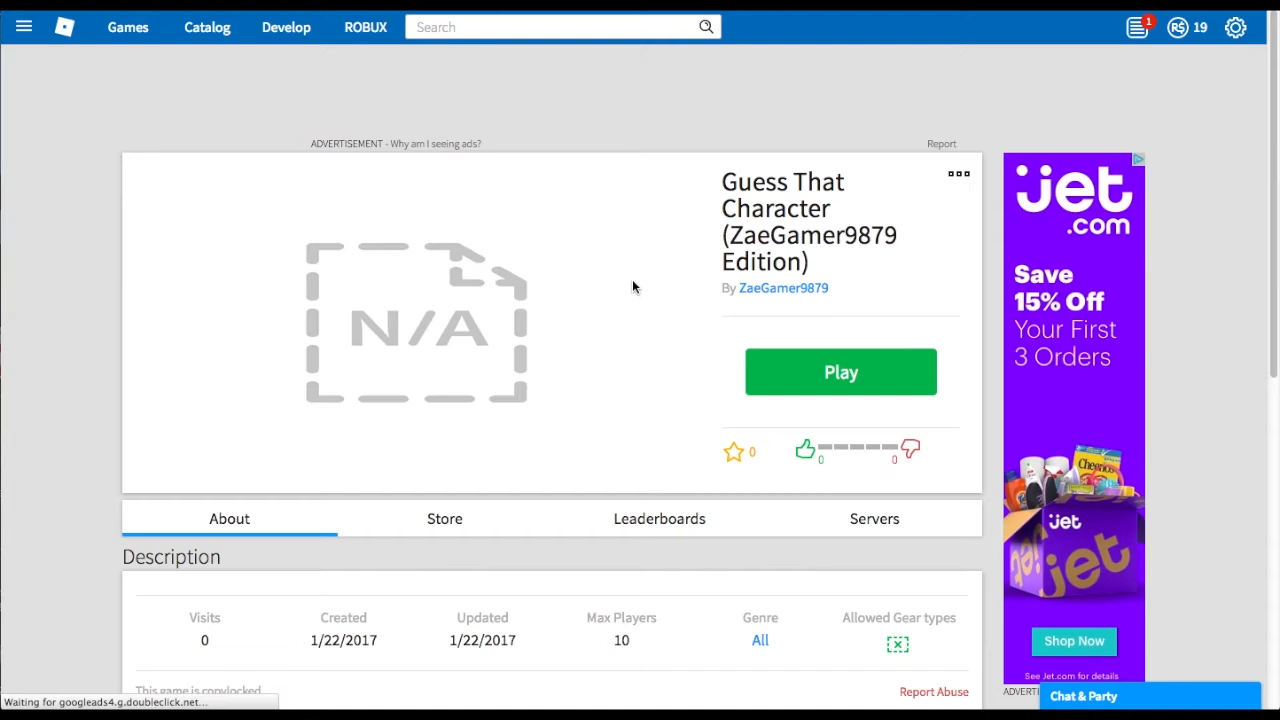 Games Catalog Develop ROBUX Search 1 R$ 19
ADVERTISEMENT - Why am I seeing ads? Report
N/A
Guess That
Character
(ZaeGamer9879
Edition)
By ZaeGamer9879
Play
0 0 0
Jet
.com
Save
15% Off
Your First
3 Orders
Cheerios
jet
jet
Shop Now
See Jet.com for details
About Store Leaderboards Servers
Description
Visits Created Updated Max Players Genre Allowed Gear types
0 1/22/2017 1/22/2017 10 All
This game is copylocked
Report Abuse
ADVERTI
Chat & Party
Waiting for googleads4.g.doubleclick.net...